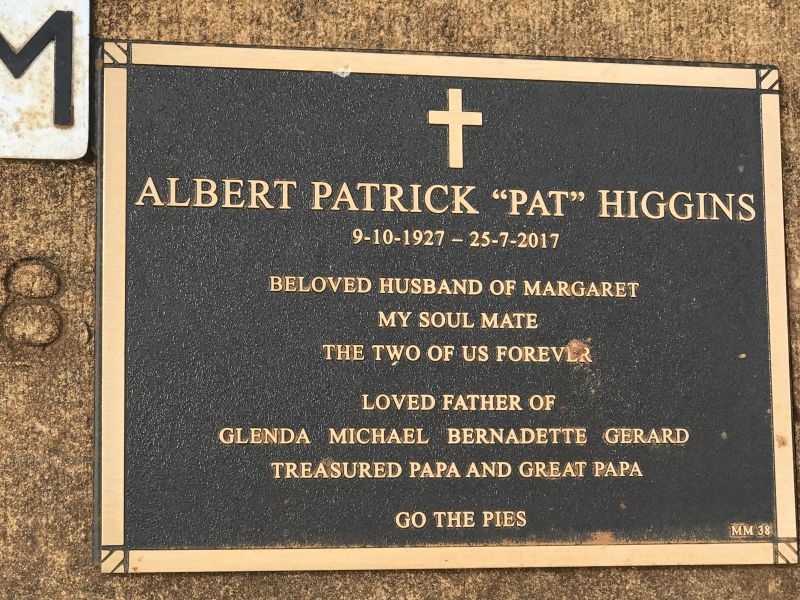 M
ALBERT PATRICK "PAT" HIGGINS
9-10-1927 – 25-7-2017
BELOVED HUSBAND OF MARGARET
MY SOUL MATE
THE TWO OF US FOREVER
8
LOVED FATHER OF
GLENDA MICHAEL BERNADETTE GERARD
TREASURED PAPA AND GREAT PAPA
GO THE PIES
MM 38